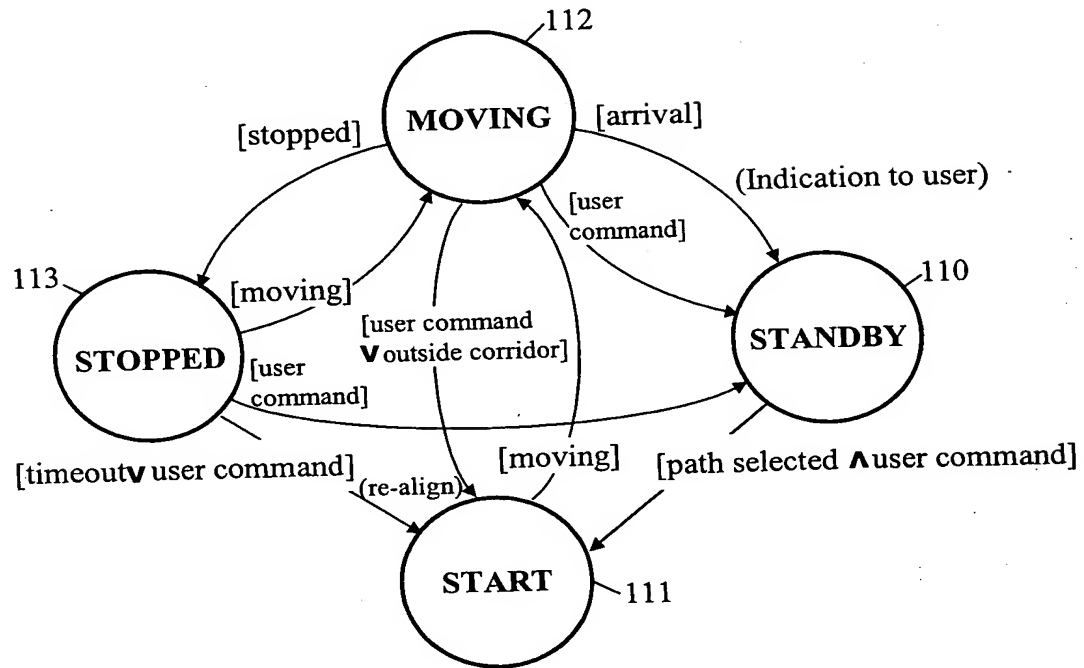 112
MOVING
[stopped]
[arrival]
(Indication to user)
[user
command]
113
110
[moving]
STOPPED
[user command
V outside corridor]
STANDBY
[user
command]
[timeout V user command]
(re-align)
[moving]
[path selected Λ user command]
START
111